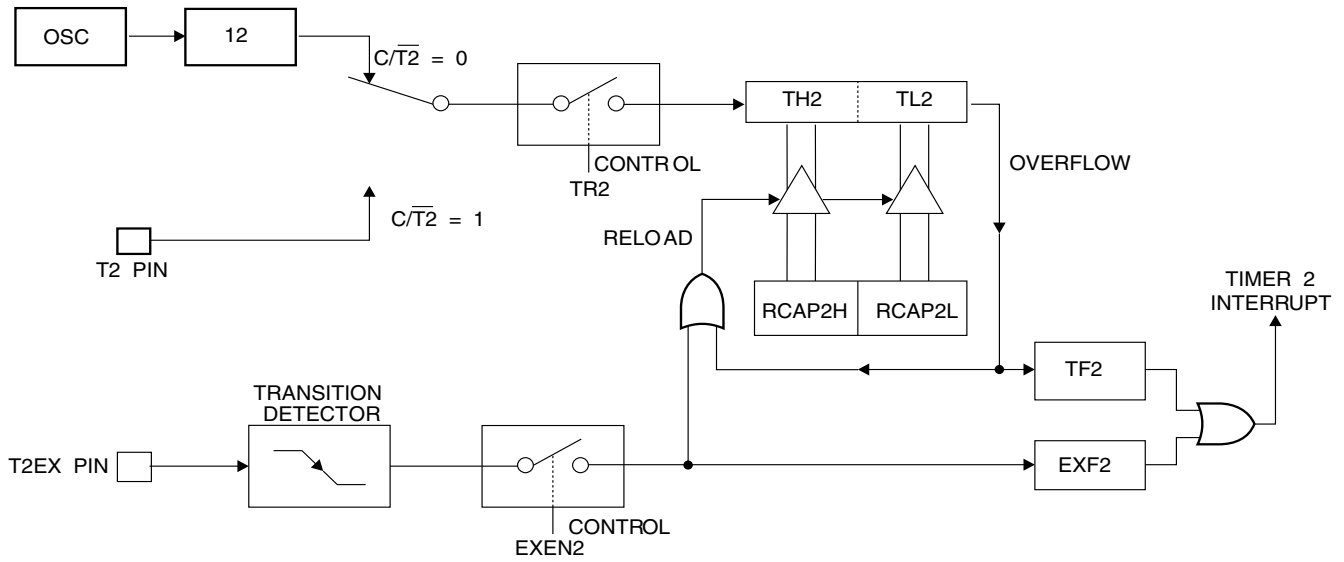 OSC
12
C/T2 = 0
CONTROL
TR2
TH2
TL2
OVERFLOW
C/T2 = 1
T2 PIN
RELOAD
RCAP2H
RCAP2L
TIMER 2
INTERRUPT
TF2
TRANSITION
DETECTOR
T2EX PIN
EXF2
CONTROL
EXEN2